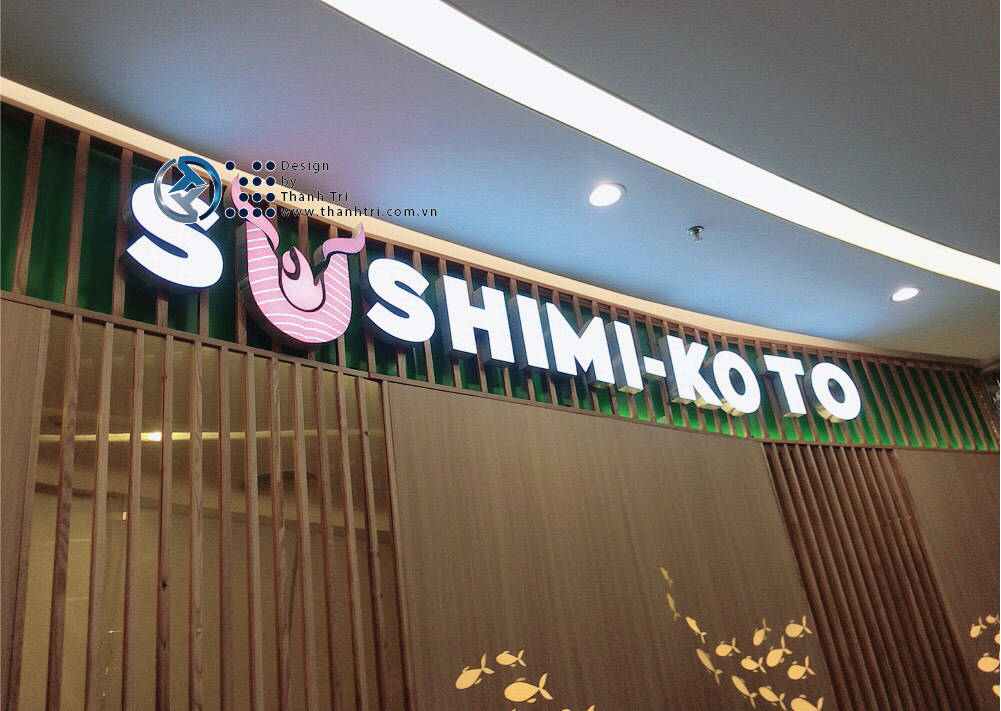 Design
by
Thanh Tri
www.thanhtri.com.vn
SUSHIMI-KOTO